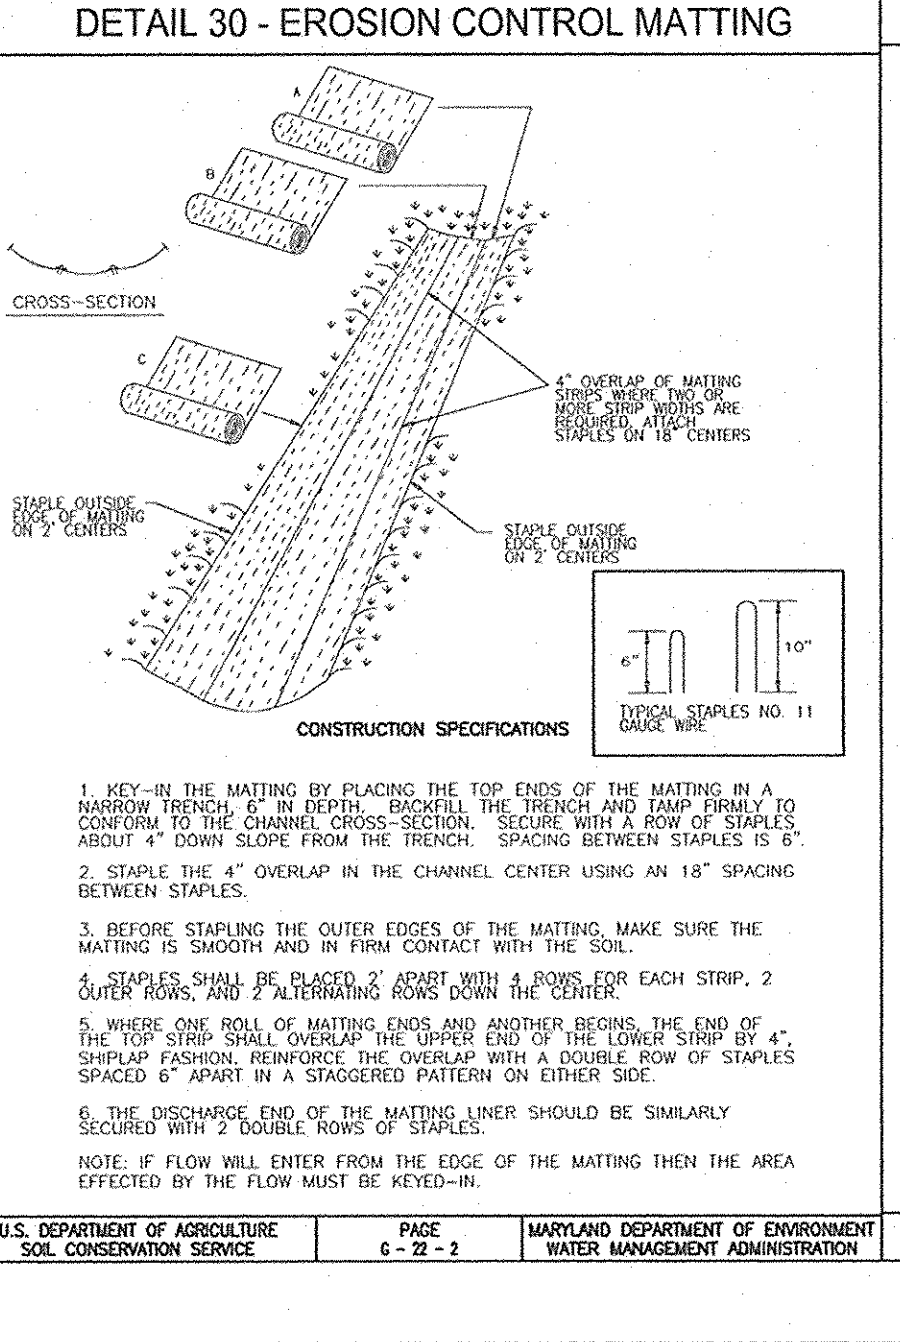 DETAIL 30 - EROSION CONTROL MATTING
A
B
CROSS-SECTION
C
4" OVERLAP OF MATTING
STRIPS WHERE TWO OR
MORE STRIP WIDTHS ARE
REQUIRED. ATTACH
STAPLES ON 18" CENTERS
STAPLE OUTSIDE
EDGE OF MATTING
ON 2' CENTERS
STAPLE OUTSIDE
EDGE OF MATTING
ON 2' CENTERS
6"
10"
TYPICAL STAPLES NO. 11
GAUGE WIRE
CONSTRUCTION SPECIFICATIONS
1. KEY-IN THE MATTING BY PLACING THE TOP ENDS OF THE MATTING IN A
NARROW TRENCH, 6" IN DEPTH. BACKFILL THE TRENCH AND TAMP FIRMLY TO
CONFORM TO THE CHANNEL CROSS-SECTION. SECURE WITH A ROW OF STAPLES
ABOUT 4" DOWN SLOPE FROM THE TRENCH. SPACING BETWEEN STAPLES IS 6".
2. STAPLE THE 4" OVERLAP IN THE CHANNEL CENTER USING AN 18" SPACING
BETWEEN STAPLES.
3. BEFORE STAPLING THE OUTER EDGES OF THE MATTING, MAKE SURE THE
MATTING IS SMOOTH AND IN FIRM CONTACT WITH THE SOIL.
4. STAPLES SHALL BE PLACED 2' APART WITH 4 ROWS FOR EACH STRIP, 2
OUTER ROWS, AND 2 ALTERNATING ROWS DOWN THE CENTER.
5. WHERE ONE ROLL OF MATTING ENDS AND ANOTHER BEGINS, THE END OF
THE TOP STRIP SHALL OVERLAP THE UPPER END OF THE LOWER STRIP BY 4",
SHIPLAP FASHION. REINFORCE THE OVERLAP WITH A DOUBLE ROW OF STAPLES
SPACED 6" APART IN A STAGGERED PATTERN ON EITHER SIDE.
6. THE DISCHARGE END OF THE MATTING LINER SHOULD BE SIMILARLY
SECURED WITH 2 DOUBLE ROWS OF STAPLES.
NOTE: IF FLOW WILL ENTER FROM THE EDGE OF THE MATTING THEN THE AREA
EFFECTED BY THE FLOW MUST BE KEYED-IN.
U.S. DEPARTMENT OF AGRICULTURE
SOIL CONSERVATION SERVICE
PAGE
G - 22 - 2
MARYLAND DEPARTMENT OF ENVIRONMENT
WATER MANAGEMENT ADMINISTRATION